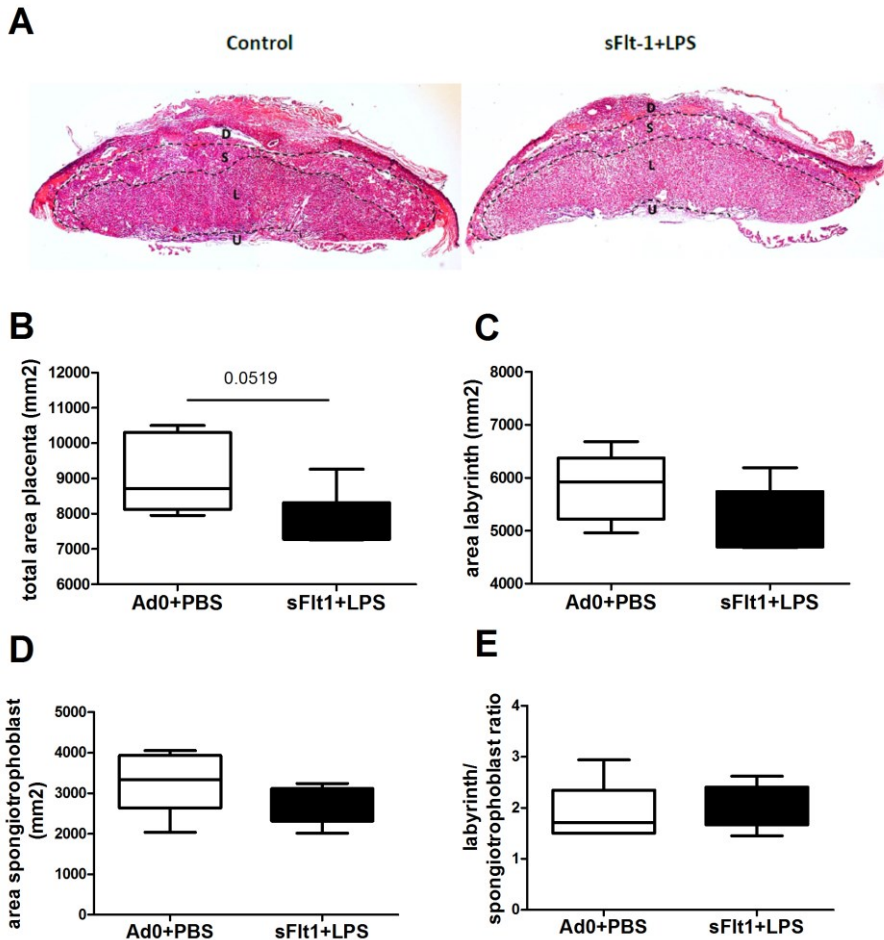 A
Control
sFlt-1+LPS
D
S
L
U
D
S
L
U
B
total area placenta (mm2)
12000
11000
10000
9000
8000
7000
6000
0.0519
Ad0+PBS
sFlt1+LPS
C
area labyrinth (mm2)
8000
7000
6000
5000
4000
Ad0+PBS
sFlt1+LPS
D
area spongiotrophoblast
(mm2)
5000
4000
3000
2000
1000
0
Ad0+PBS
sFlt1+LPS
E
labyrinth/
spongiotrophoblast ratio
4
3
2
1
0
Ad0+PBS
sFlt1+LPS